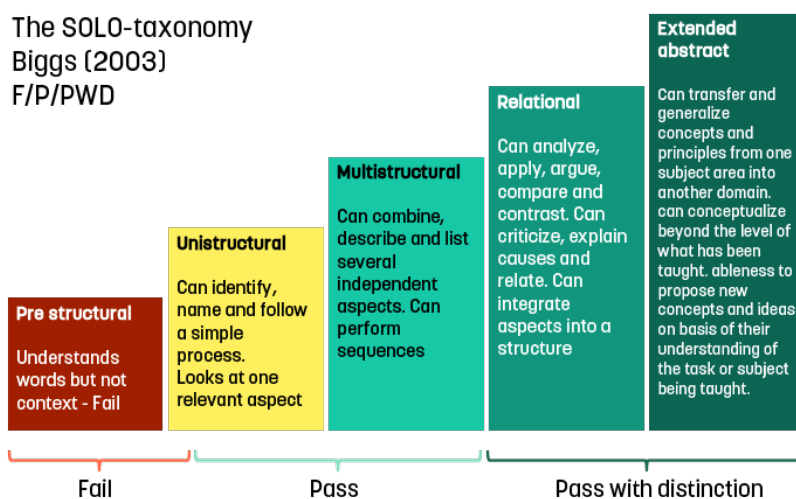 The SOLO-taxonomy
Biggs (2003)
F/P/PWD
Pre structural
Understands
words but not
context - Fail
Unistructural
Can identify,
name and follow
a simple
process.
Looks at one
relevant aspect
Multistructural
Can combine,
describe and list
several
independent
aspects. Can
perform
sequences
Relational
Can analyze,
apply, argue,
compare and
contrast. Can
criticize, explain
causes and
relate. Can
integrate
aspects into a
structure
Extended
abstract
Can transfer and
generalize
concepts and
principles from one
subject area into
another domain.
can conceptualize
beyond the level of
what has been
taught. ableness to
propose new
concepts and ideas
on basis of their
understanding of
the task or subject
being taught.
Fail
Pass
Pass with distinction